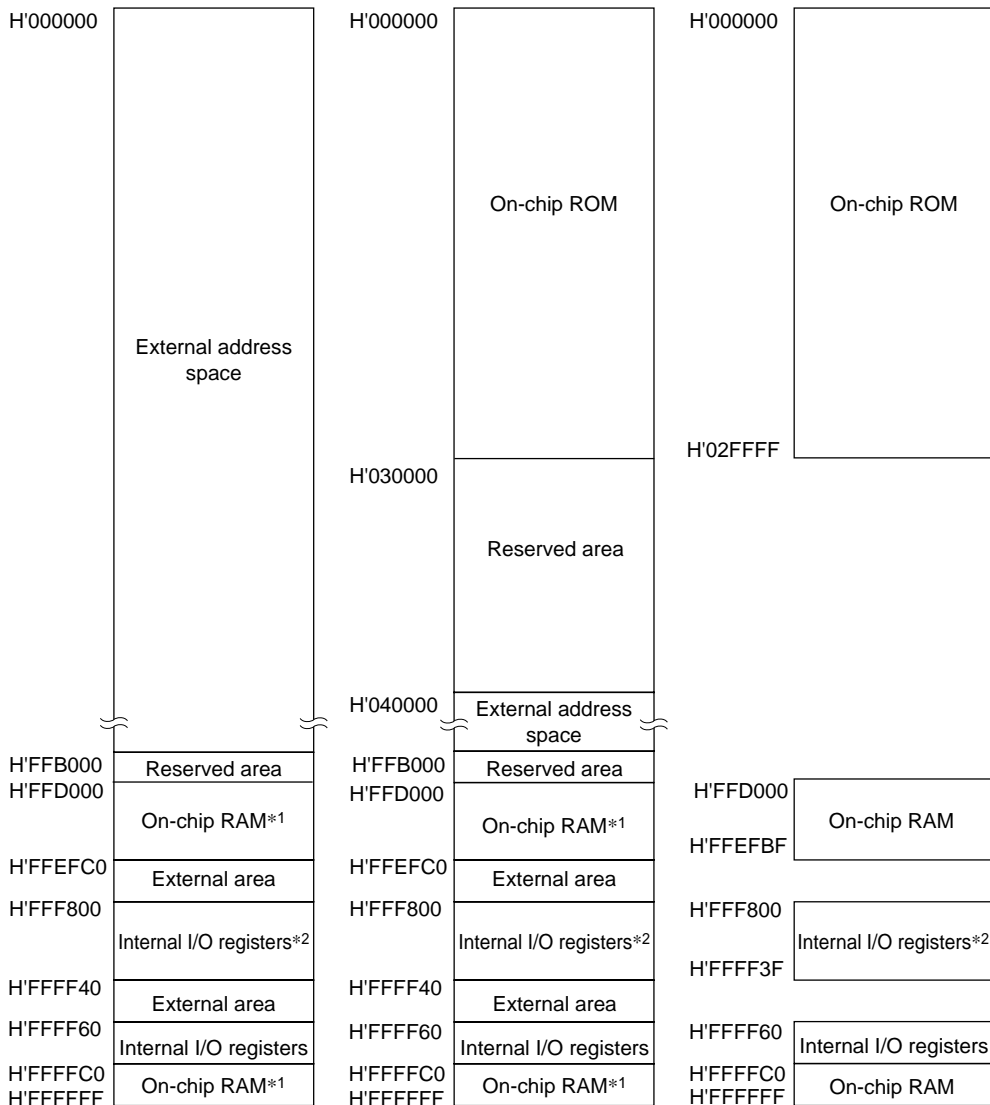 H'000000
External address
space
H'FFB000
Reserved area
H'FFD000
On-chip RAM*1
H'FFEFC0
External area
H'FFF800
Internal I/O registers*2
H'FFFF40
External area
H'FFFF60
Internal I/O registers
H'FFFFC0
On-chip RAM*1
H'FFFFFF
H'000000
On-chip ROM
H'030000
Reserved area
H'040000
External address
space
H'FFB000
Reserved area
H'FFD000
On-chip RAM*1
H'FFEFC0
External area
H'FFF800
Internal I/O registers*2
H'FFFF40
External area
H'FFFF60
Internal I/O registers
H'FFFFC0
On-chip RAM*1
H'FFFFFF
H'000000
On-chip ROM
H'02FFFF
H'FFD000
On-chip RAM
H'FFEFBF
H'FFF800
Internal I/O registers*2
H'FFFF3F
H'FFFF60
Internal I/O registers
H'FFFFC0
On-chip RAM
H'FFFFFF